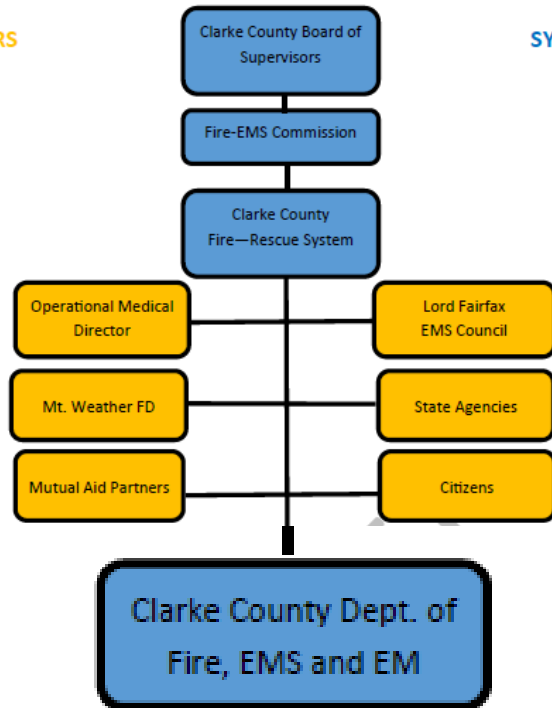 RS
SY
Clarke County Board of
Supervisors
Fire-EMS Commission
Clarke County
Fire—Rescue System
Operational Medical
Director
Lord Fairfax
EMS Council
Mt. Weather FD
State Agencies
Mutual Aid Partners
Citizens
Clarke County Dept. of
Fire, EMS and EM